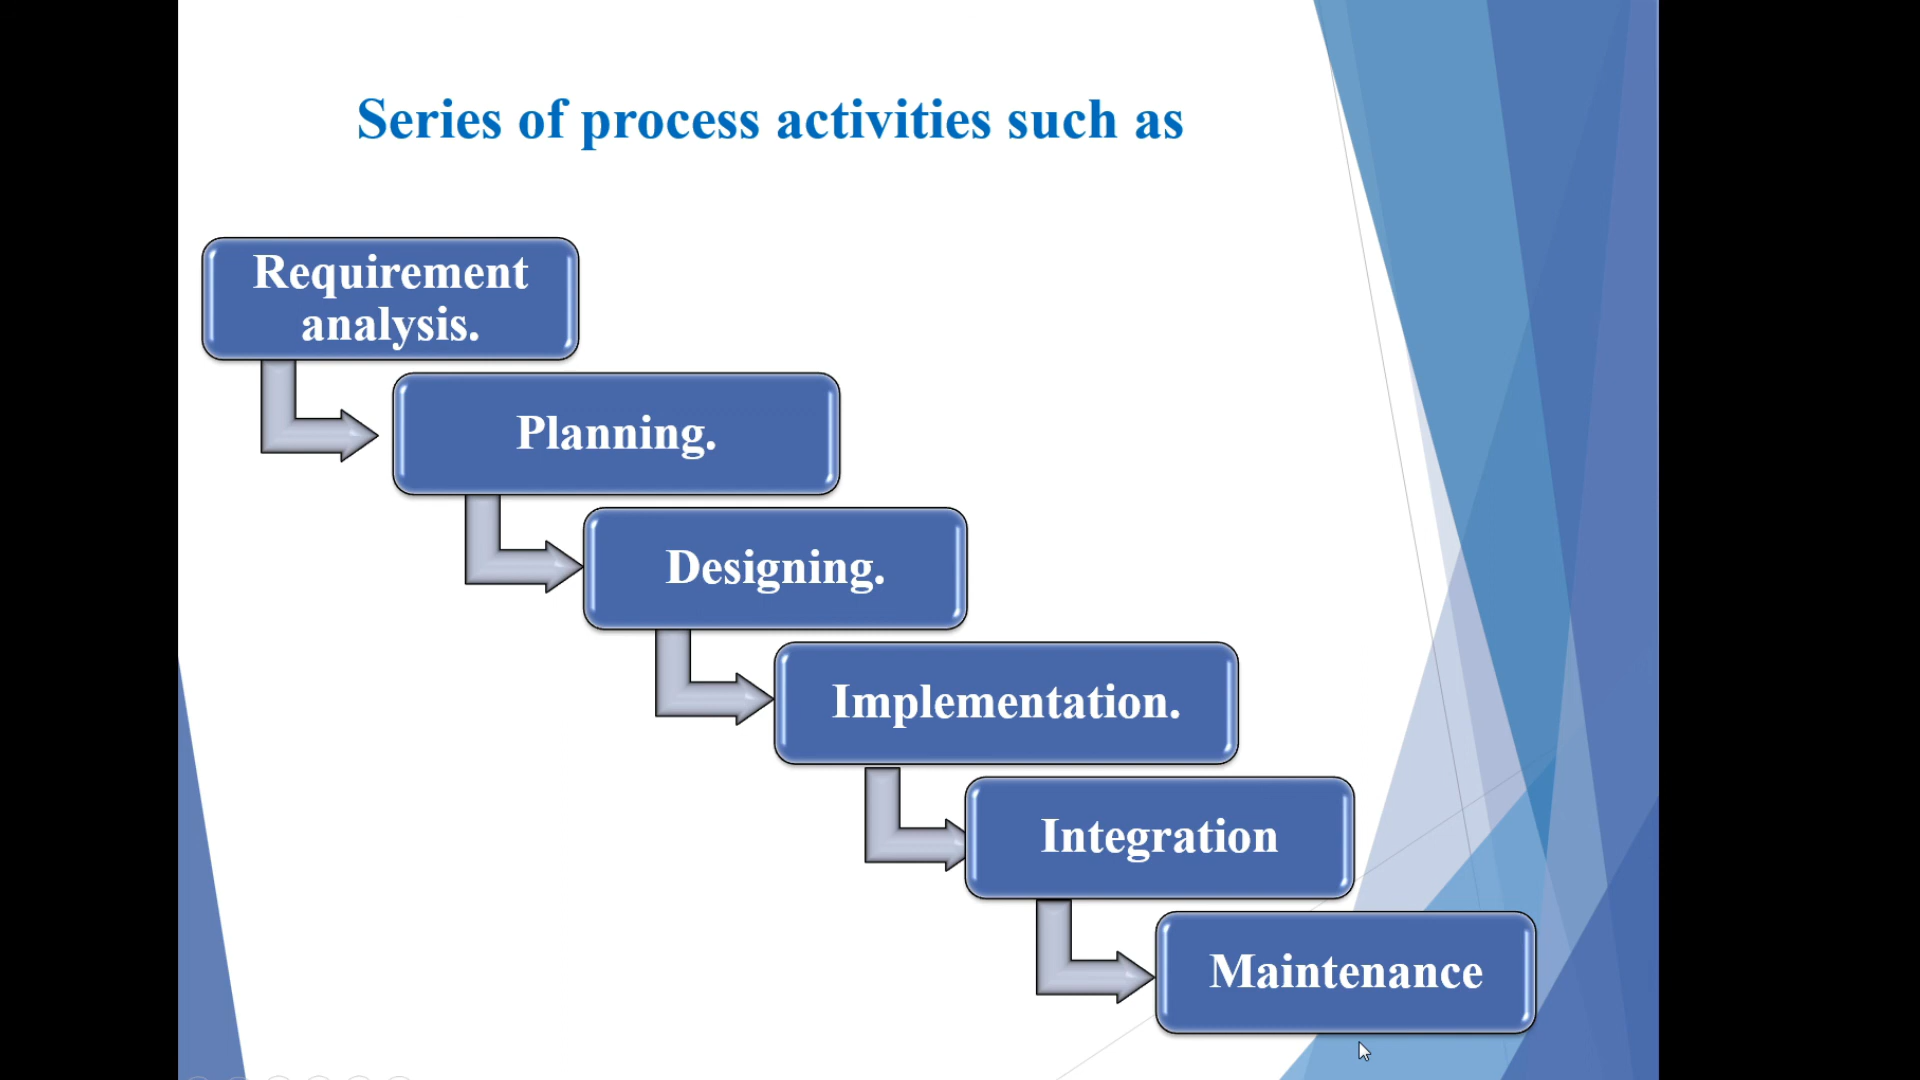 Series of process activities such as
Requirement
analysis.
Planning.
Designing.
Implementation.
Integration
Maintenance